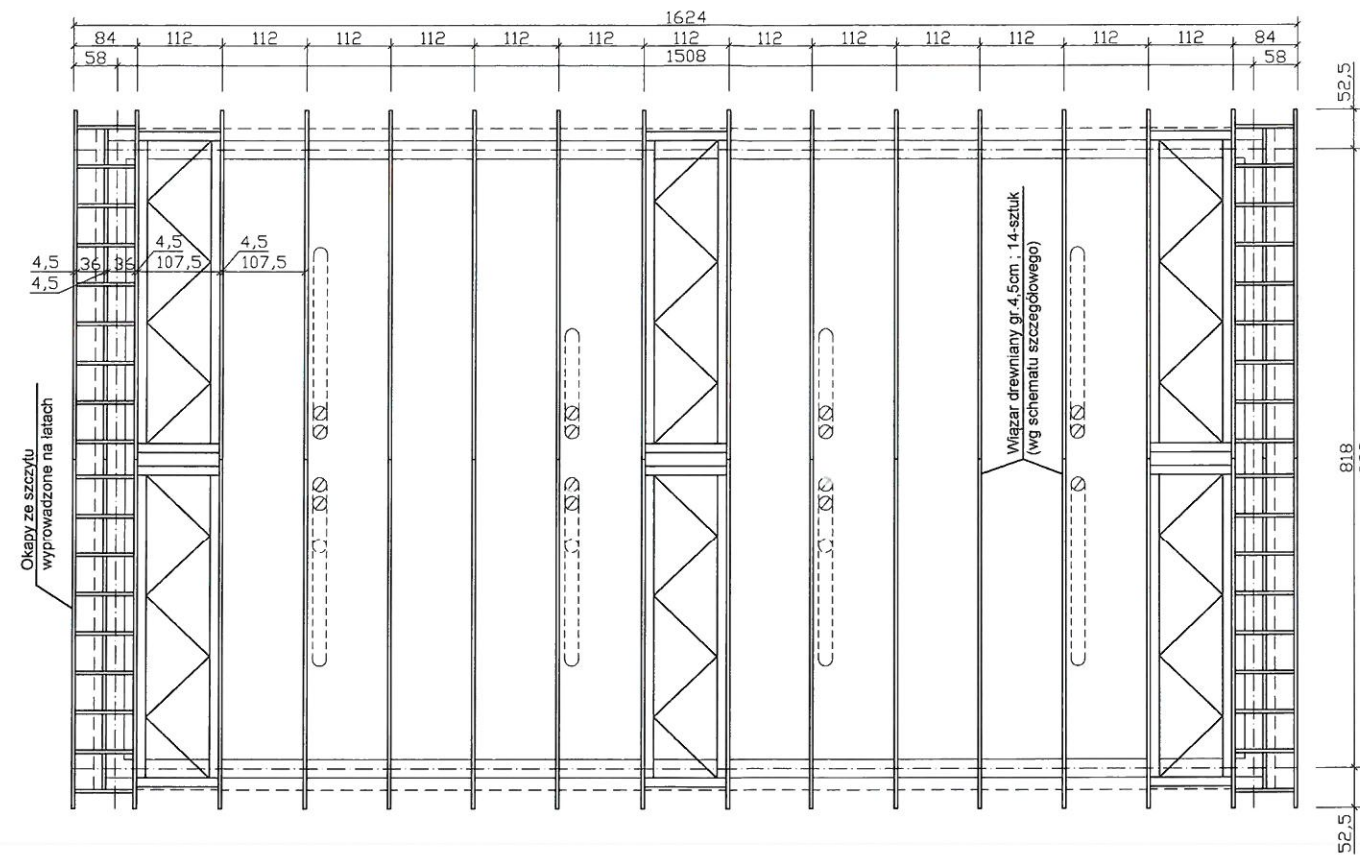 1624
84 112 112 112 112 112 112 112 112 112 112 112 112 112 84
58 1508 58
52,5
4,5 36 36 4,5 107,5 4,5 107,5
4,5
Okapy ze szczytu
wyprowadzone na łatach
Wiązar drewniany gr.4,5cm ; 14-sztuk
(wg schematu szczegółowego)
818
52,5